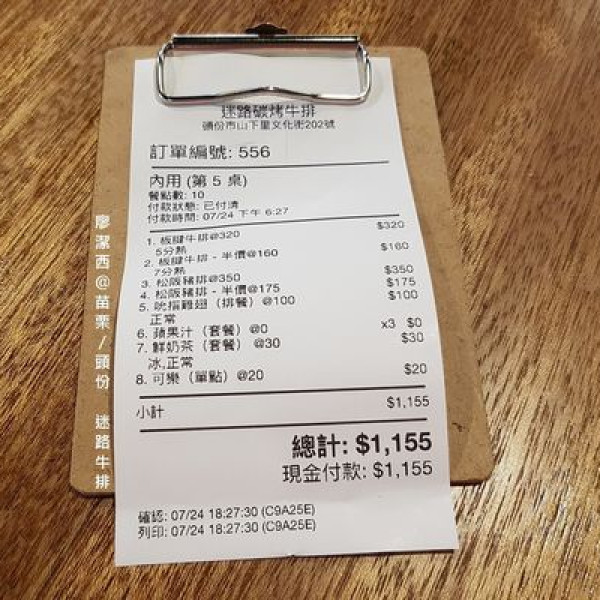 迷路碳烤牛排
頭份市山下里文化街202號
訂單編號: 556
內用 (第 5 桌)
餐點數: 10
付款狀態: 已付清
付款時間: 07/24 下午 6:27
1. 板腱牛排@320 $320
5分熟
2. 板腱牛排 - 半價@160 $160
7分熟
3. 松阪豬排@350 $350
4. 松阪豬排 - 半價@175 $175
5. 吮指雞翅（排餐）@100 $100
正常
6. 蘋果汁（套餐）@0 x3 $0
7. 鮮奶茶（套餐） @30 $30
冰,正常
8. 可樂（單點）@20 $20
小計 $1,155
總計: $1,155
現金付款: $1,155
確認: 07/24 18:27:30 (C9A25E)
列印: 07/24 18:27:30 (C9A25E)
廖潔西@苗栗/頭份 迷路牛排